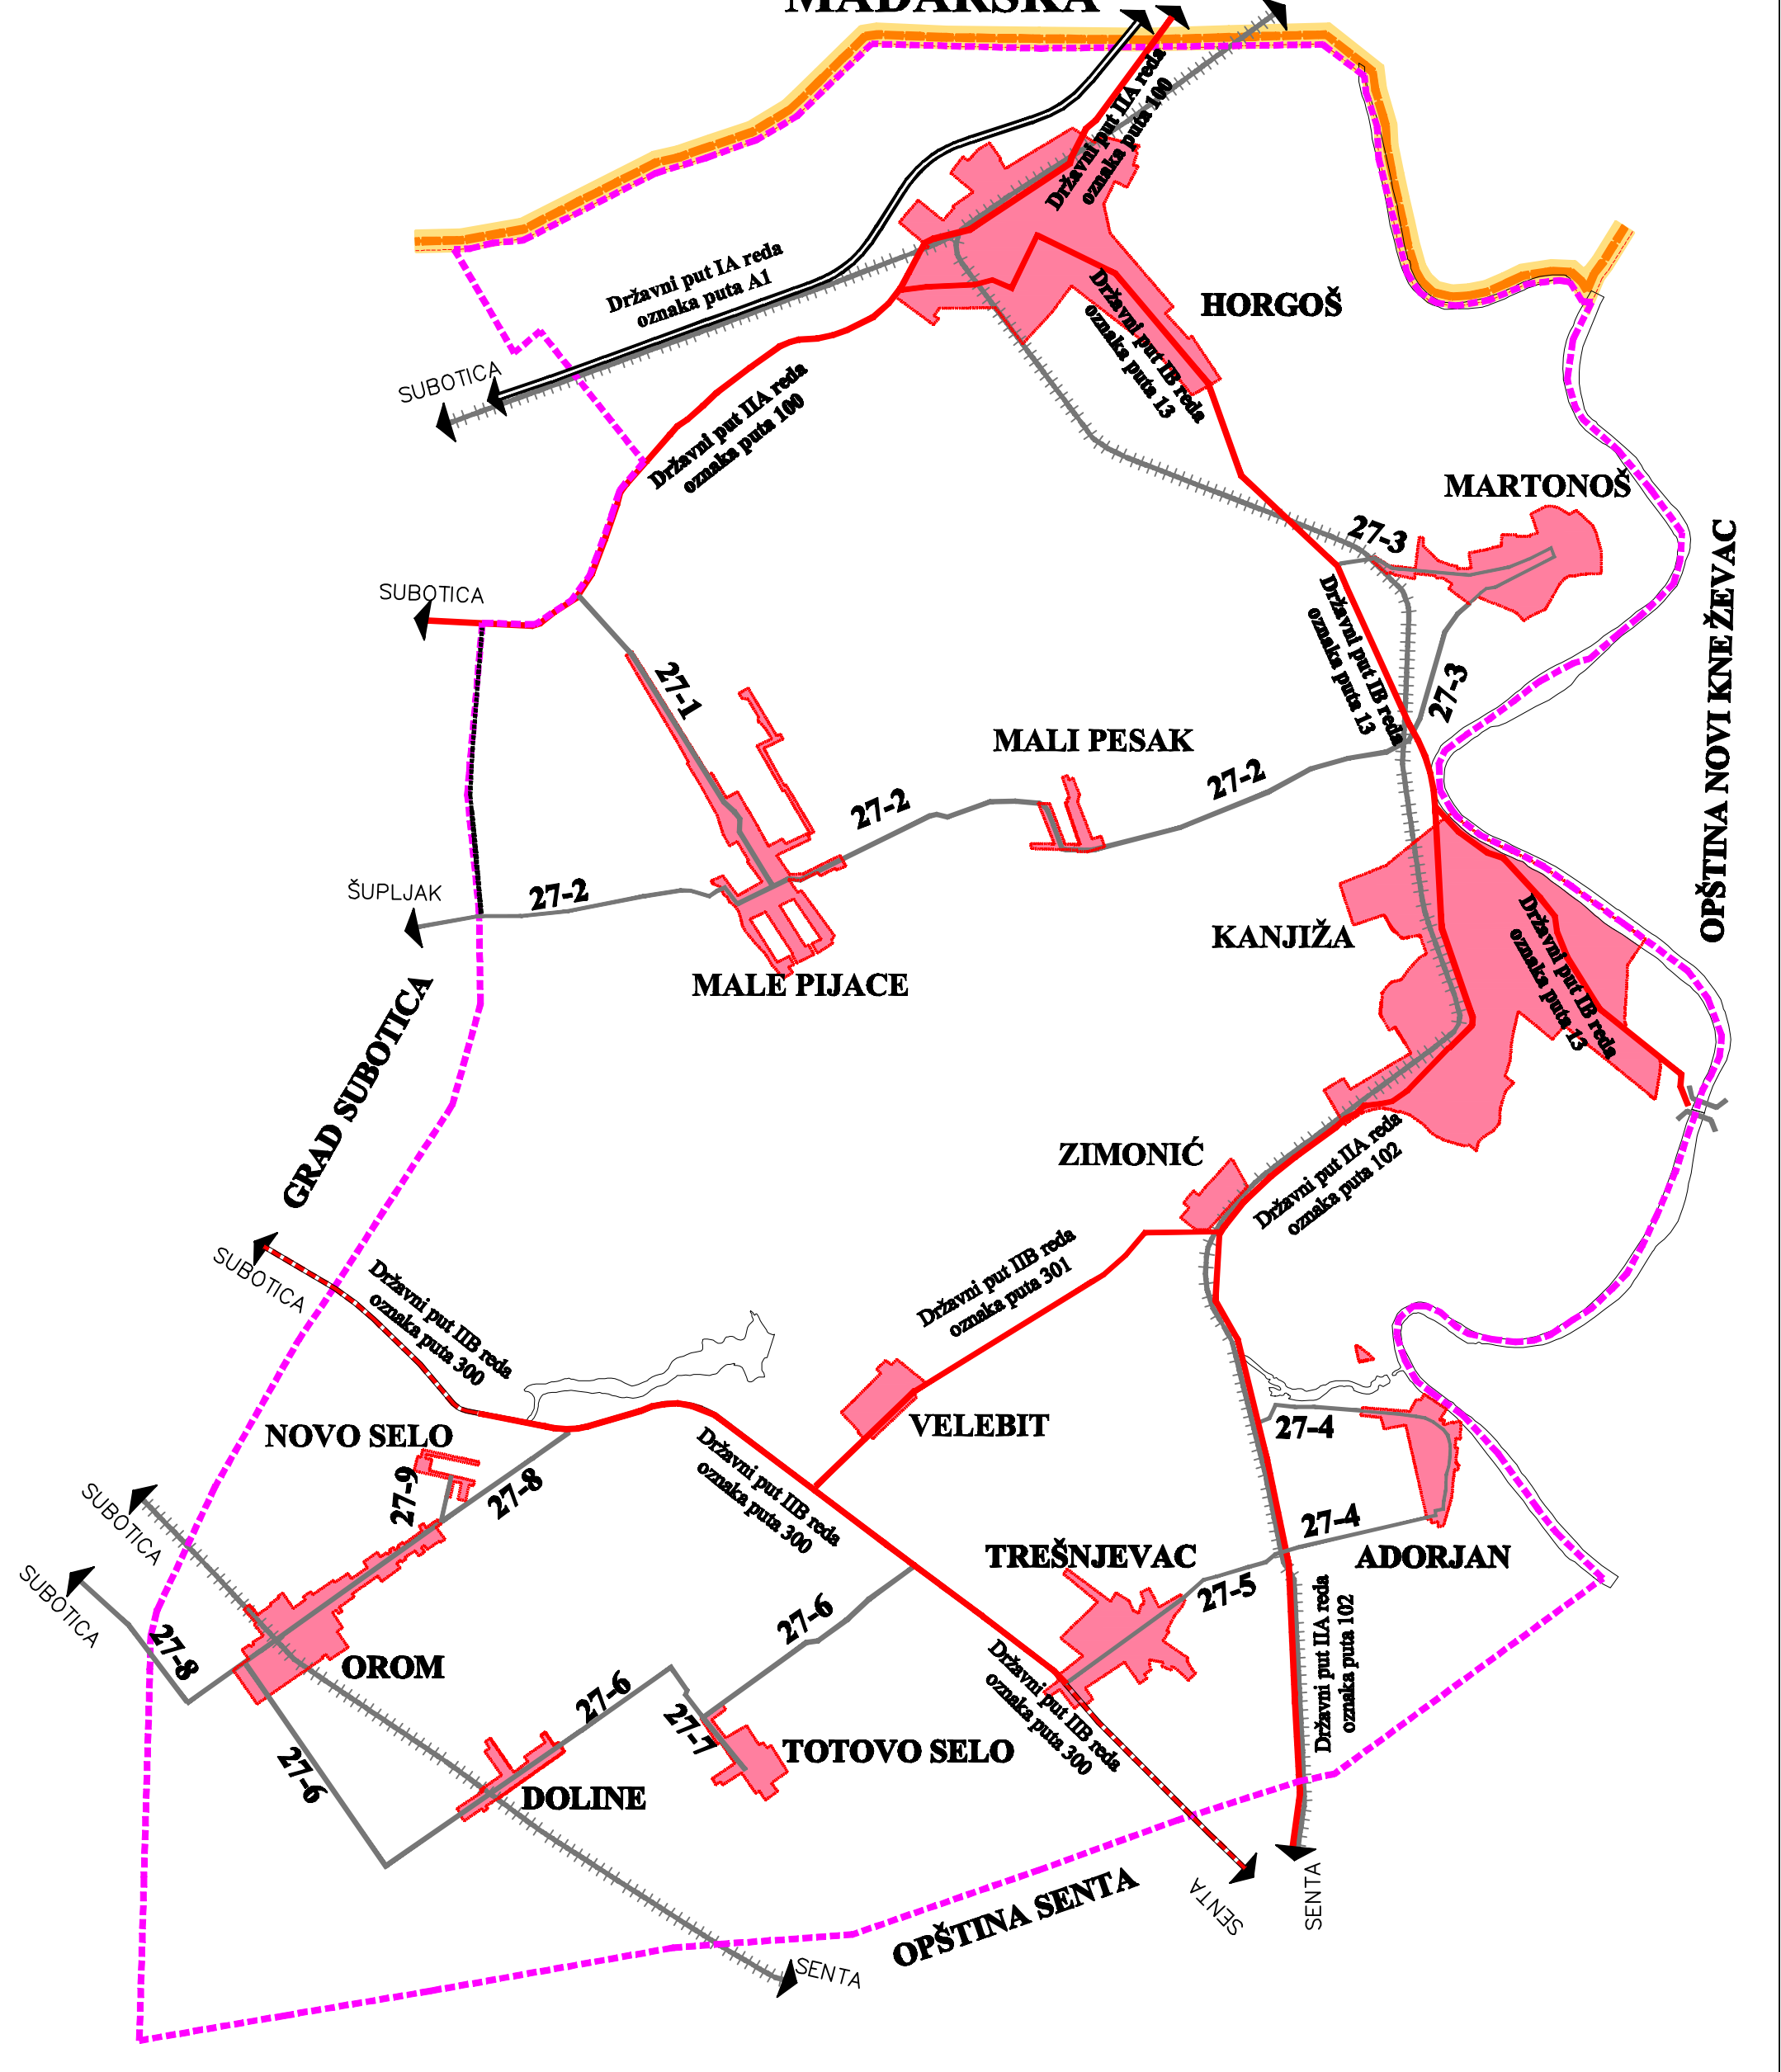 MAĐARSKA
Državni put IIA reda
oznaka puta 100
Državni put IA reda
oznaka puta A1
HORGOŠ
Državni put IB reda
oznaka puta 13
SUBOTICA
Državni put IIA reda
oznaka puta 100
MARTONOŠ
27-3
OPŠTINA NOVI KNEŽEVAC
SUBOTICA
Državni put IB reda
oznaka puta 13
27-1
27-3
MALI PESAK
27-2
27-2
ŠUPLJAK
27-2
KANJIŽA
Državni put IB reda
oznaka puta 13
MALE PIJACE
GRAD SUBOTICA
ZIMONIĆ
Državni put IIA reda
oznaka puta 102
SUBOTICA
Državni put IIB reda
oznaka puta 300
Državni put IIB reda
oznaka puta 301
NOVO SELO
VELEBIT
27-4
27-9
27-8
Državni put IIB reda
oznaka puta 300
SUBOTICA
27-4
TREŠNJEVAC
ADORJAN
SUBOTICA
27-5
27-6
27-8
OROM
Državni put IIA reda
oznaka puta 102
27-6
27-7
Državni put IIB reda
oznaka puta 300
TOTOVO SELO
27-6
DOLINE
SENTA
SENTA
OPŠTINA SENTA
SENTA